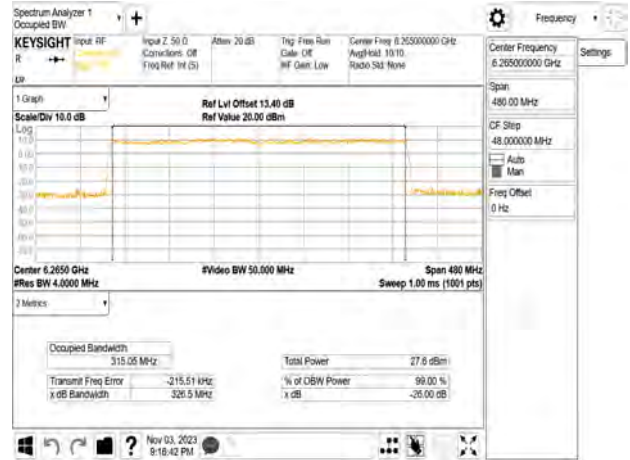 Spectrum Analyzer 1
Occupied BW
+
Frequency
KEYSIGHT
Input: RF
Input Z: 50 Ω
Corrections: Off
Freq Ref: Int (S)
Atten: 20 dB
Trig: Free Run
Gate: Off
#IF Gain: Low
Center Freq: 6.265000000 GHz
Avg|Hold: 10/10
Radio Std: None
R
Center Frequency
6.265000000 GHz
Settings
Span
480.00 MHz
CF Step
48.000000 MHz
Auto
Man
Freq Offset
0 Hz
1 Graph
Scale/Div 10.0 dB
Ref Lvl Offset 13.40 dB
Ref Value 20.00 dBm
Log
10.0
Center 6.2650 GHz
#Res BW 4.0000 MHz
#Video BW 50.000 MHz
Span 480 MHz
Sweep 1.00 ms (1001 pts)
2 Metrics
Occupied Bandwidth
315.05 MHz
Total Power
27.6 dBm
Transmit Freq Error
-215.51 kHz
% of OBW Power
99.00 %
x dB Bandwidth
326.5 MHz
x dB
-26.00 dB
?
Nov 03, 2023
9:18:42 PM